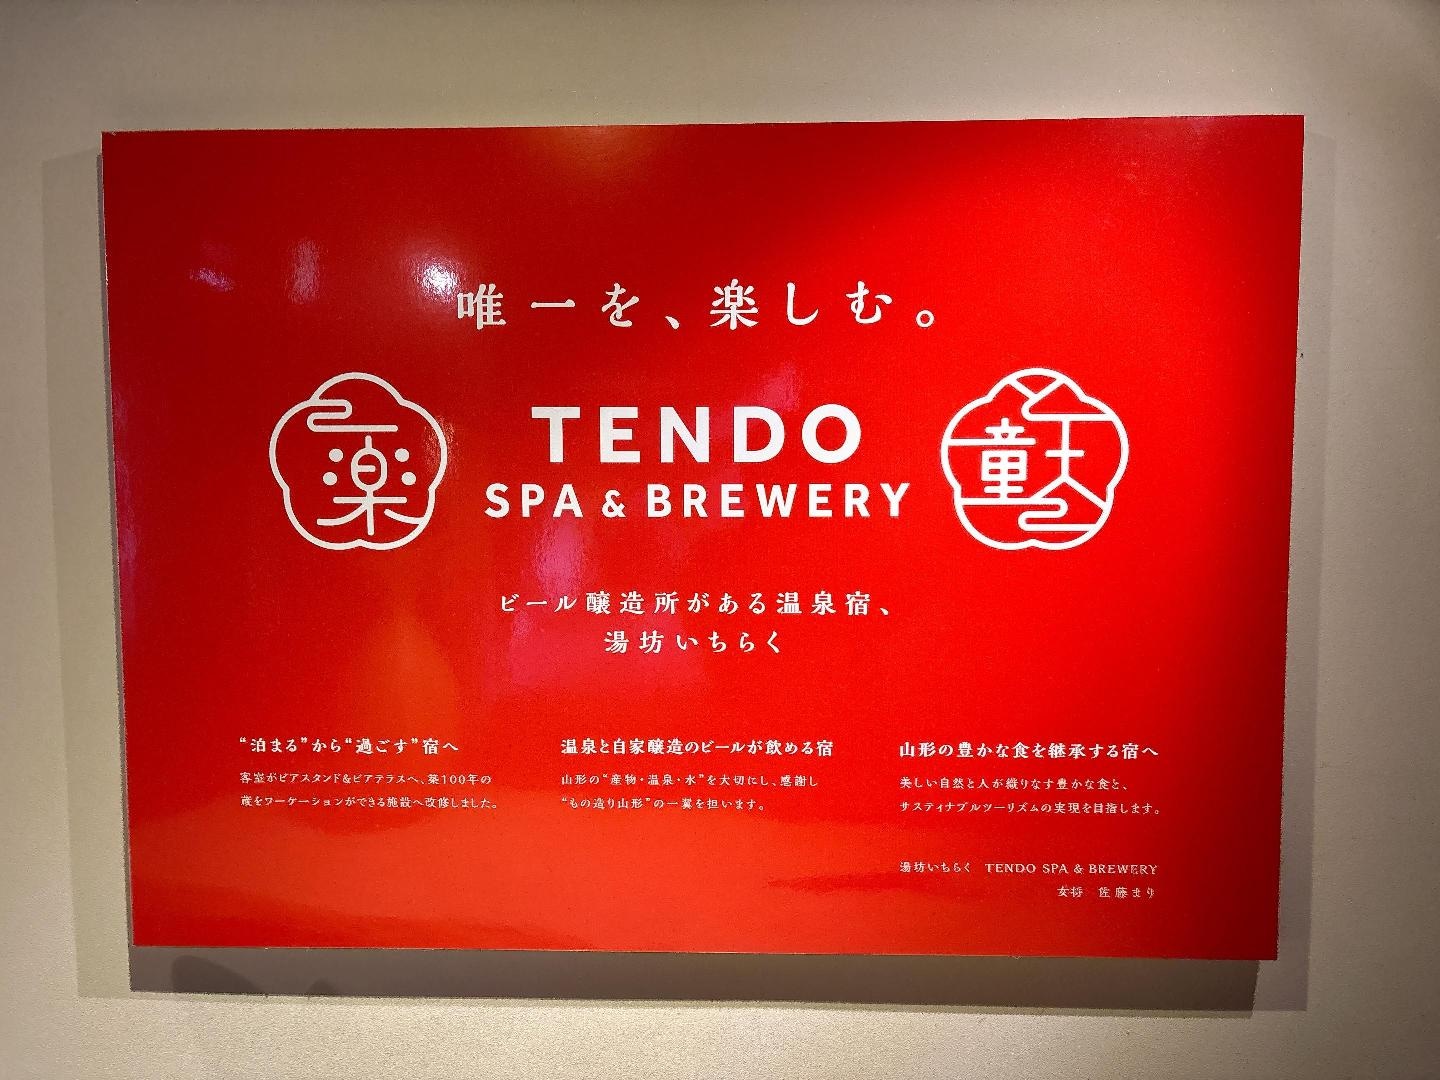 唯一を、楽しむ。
一楽
TENDO
SPA & BREWERY
天童
ビール醸造所がある温泉宿、
湯坊いちらく
“泊まる”から“過ごす”宿へ
客室がビアスタンド&ビアテラスへ、築100年の
蔵をワーケーションができる施設へ改修しました。
温泉と自家醸造のビールが飲める宿
山形の“産物・温泉・水”を大切にし、感謝し
“もの造り山形”の一翼を担います。
山形の豊かな食を継承する宿へ
美しい自然と人が織りなす豊かな食と、
サスティナブルツーリズムの実現を目指します。
湯坊いちらく TENDO SPA & BREWERY
女将 佐藤まり